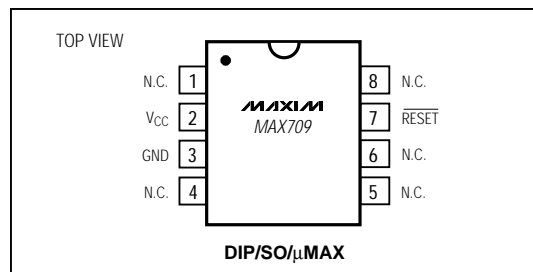 TOP VIEW
N.C. 1 8 N.C.
MAXIM
VCC 2 MAX709 7 RESET
GND 3 6 N.C.
N.C. 4 5 N.C.
DIP/SO/μMAX